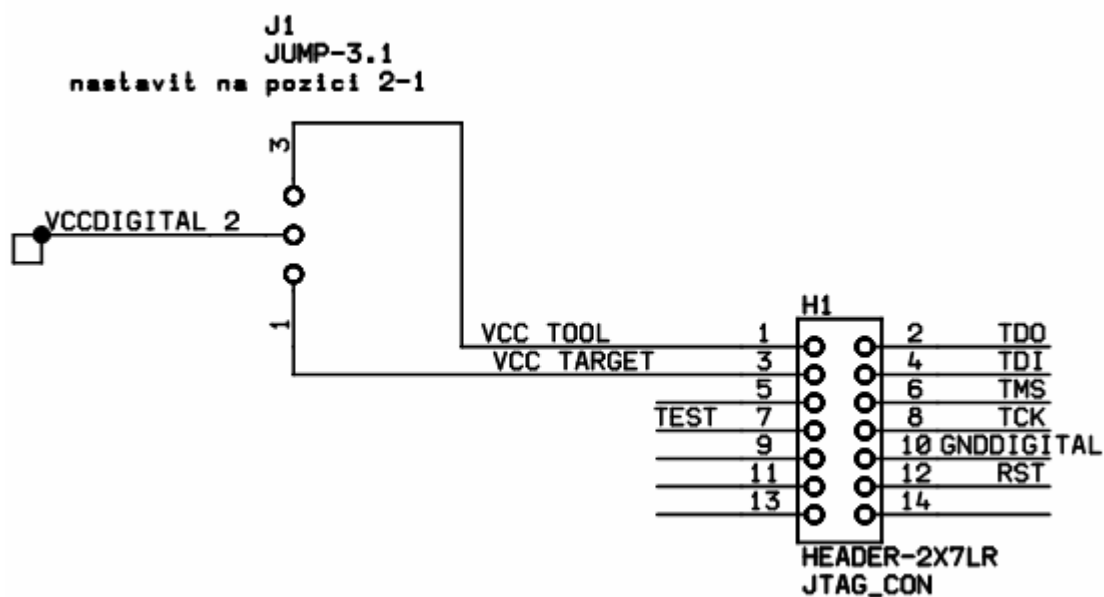 J1
JUMP-3.1
nastavit na pozici 2-1
3
VCCDIGITAL 2
1
H1
VCC TOOL 1 2 TDO
VCC TARGET 3 4 TDI
5 6 TMS
TEST 7 8 TCK
9 10 GNDDIGITAL
11 12 RST
13 14
HEADER-2X7LR
JTAG_CON